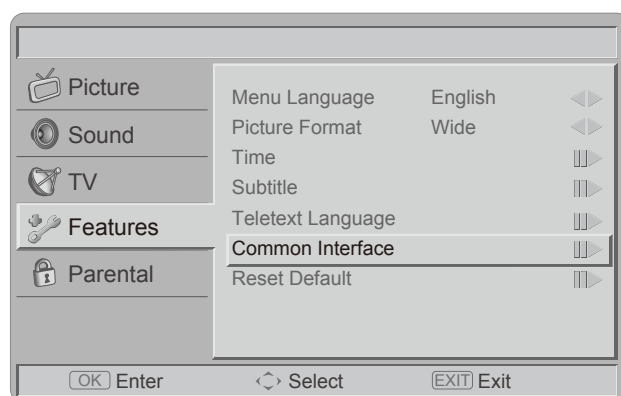 Picture
Sound
TV
Features
Parental
Menu Language English
Picture Format Wide
Time
Subtitle
Teletext Language
Common Interface
Reset Default
OK Enter Select EXIT Exit